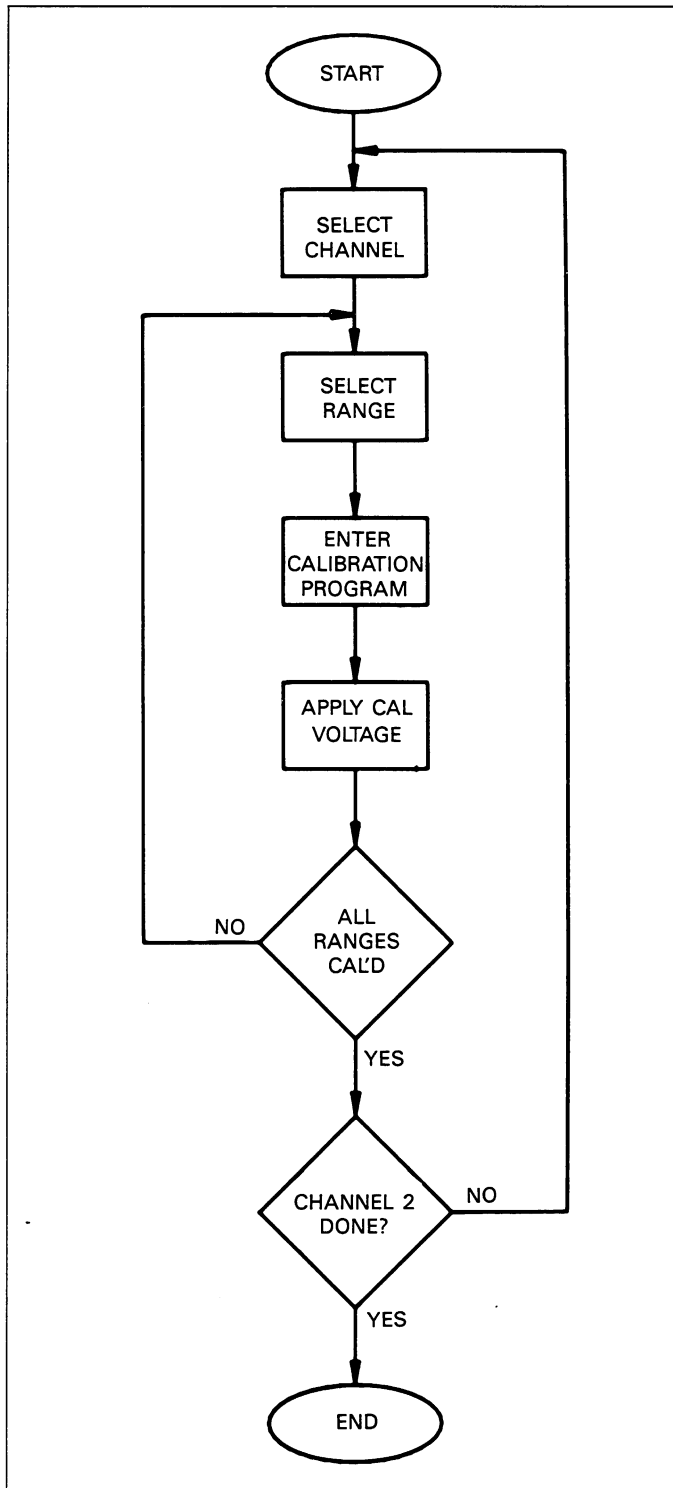 START
SELECT
CHANNEL
SELECT
RANGE
ENTER
CALIBRATION
PROGRAM
APPLY CAL
VOLTAGE
NO
ALL
RANGES
CAL'D
YES
CHANNEL 2
DONE?
NO
YES
END